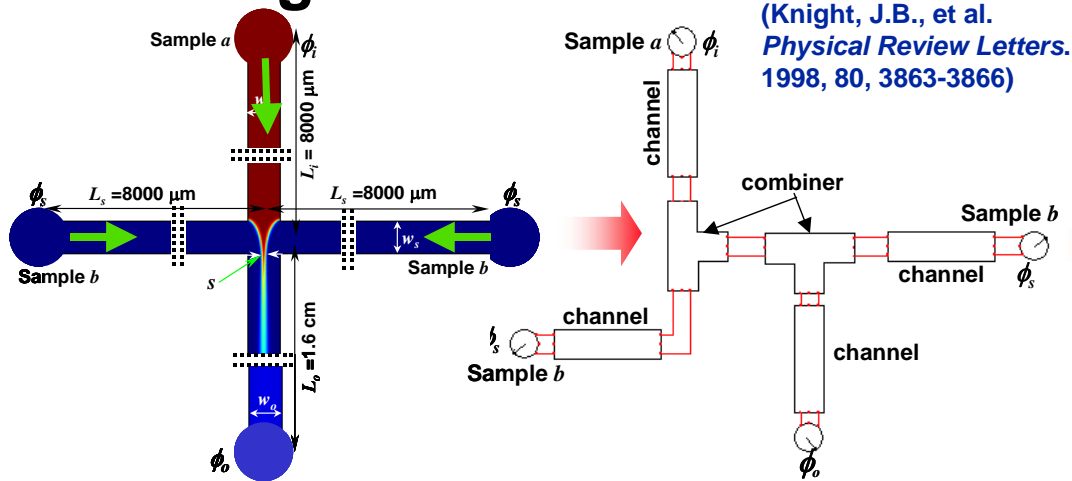 (Knight, J.B., et al.
Physical Review Letters.
1998, 80, 3863-3866)
Sample a
ϕi
w
Li = 8000 μm
ϕs
Ls =8000 μm
Ls =8000 μm
ϕs
ws
Sample b
Sample b
s
Lo =1.6 cm
wo
ϕo
Sample a
ϕi
channel
combiner
Sample b
channel
ϕs
channel
ϕs
Sample b
channel
ϕo